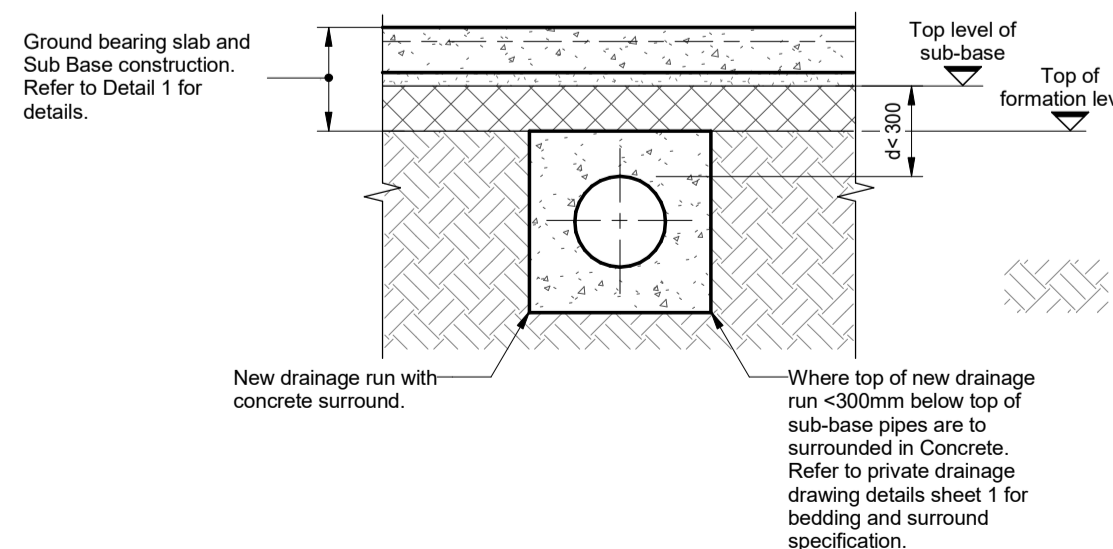 Ground bearing slab and
Sub Base construction.
Refer to Detail 1 for
details.
Top level of
sub-base
Top of
formation lev
d< 300
New drainage run with
concrete surround.
Where top of new drainage
run <300mm below top of
sub-base pipes are to
surrounded in Concrete.
Refer to private drainage
drawing details sheet 1 for
bedding and surround
specification.